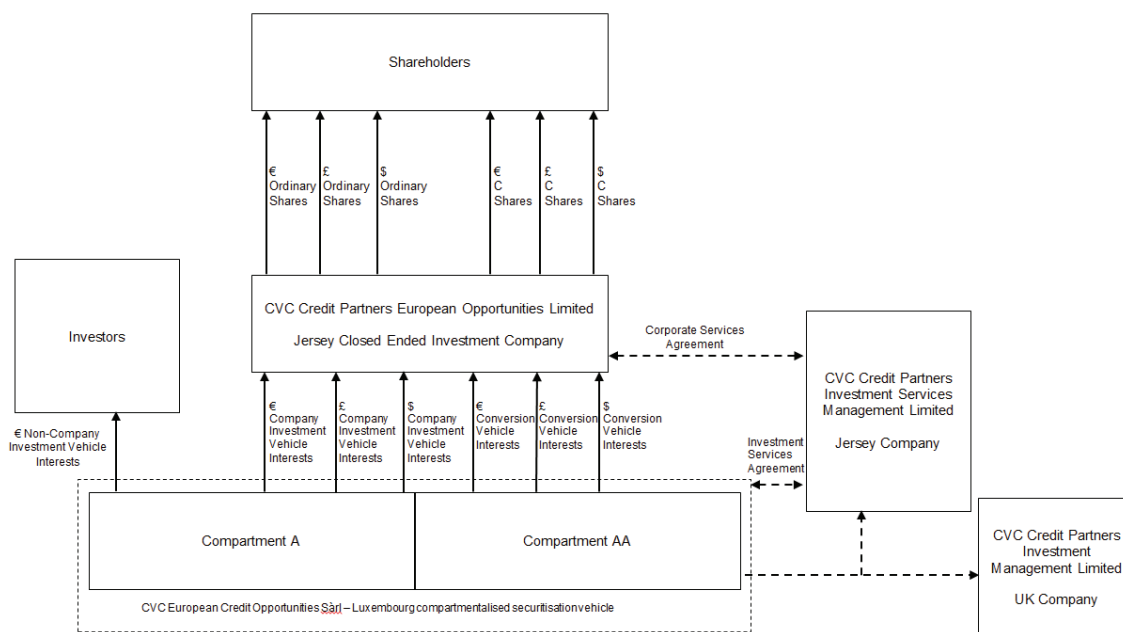 Shareholders
€
Ordinary
Shares
£
Ordinary
Shares
$
Ordinary
Shares
€
C
Shares
£
C
Shares
$
C
Shares
Investors
CVC Credit Partners European Opportunities Limited
Jersey Closed Ended Investment Company
Corporate Services
Agreement
CVC Credit Partners
Investment Services
Management Limited
Jersey Company
€ Non-Company
Investment Vehicle
Interests
€
Company
Investment
Vehicle
Interests
£
Company
Investment
Vehicle
Interests
$
Company
Investment
Vehicle
Interests
€
Conversion
Vehicle
Interests
£
Conversion
Vehicle
Interests
$
Conversion
Vehicle
Interests
Investment
Services
Agreement
Compartment A
Compartment AA
CVC Credit Partners
Investment
Management Limited
UK Company
CVC European Credit Opportunities Sàrl – Luxembourg compartmentalised securitisation vehicle